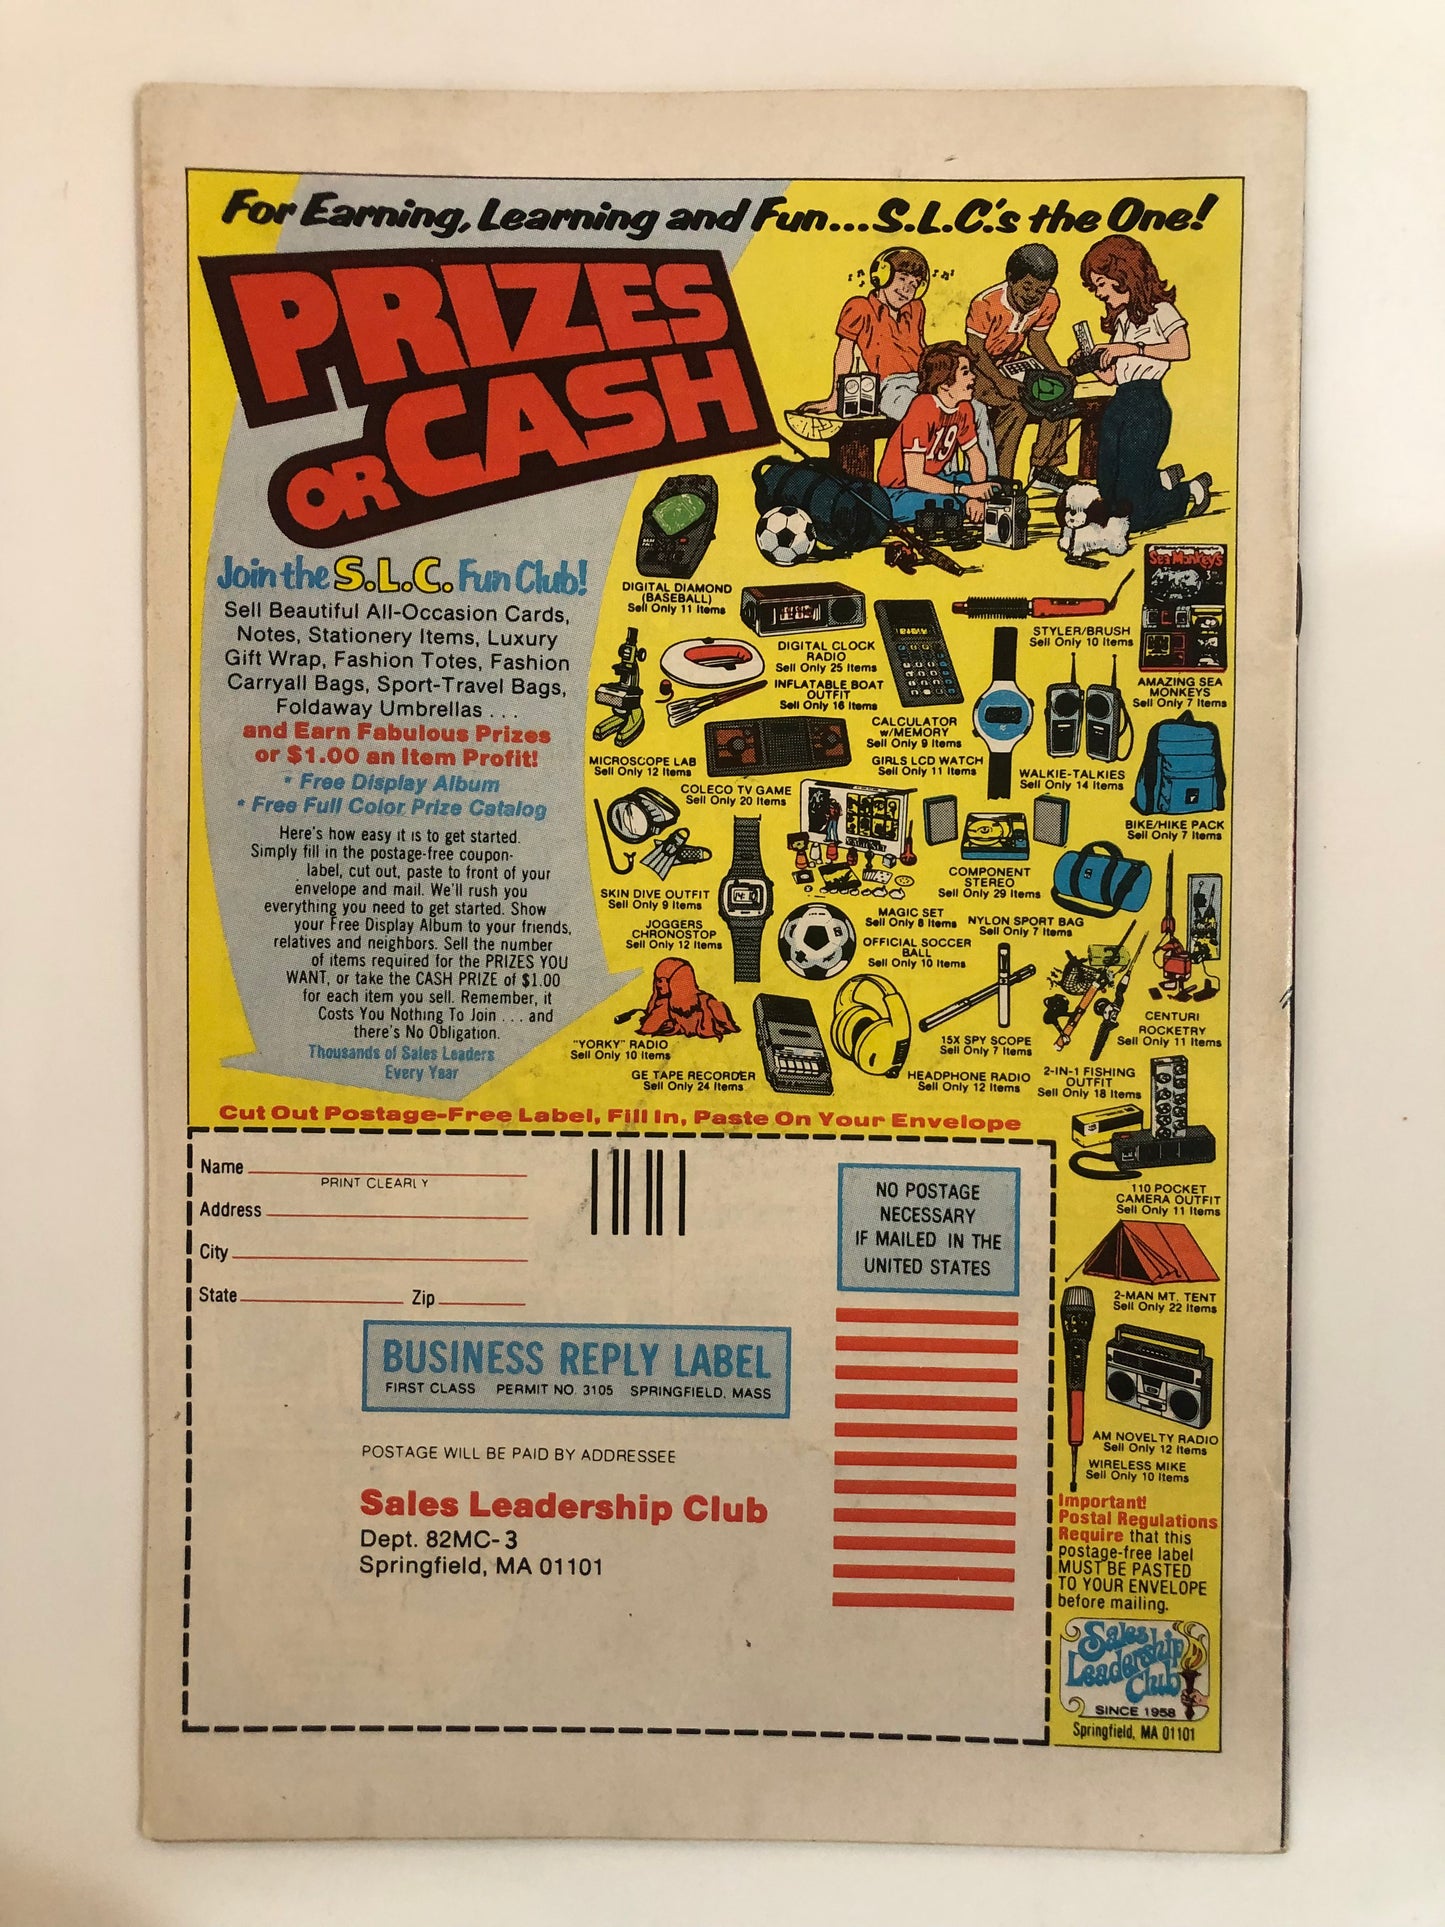 For Earning, Learning and Fun...S.L.C.'s the One!
PRIZES
OR CASH
Join the S.L.C. Fun Club!
Sell Beautiful All-Occasion Cards,
Notes, Stationery Items, Luxury
Gift Wrap, Fashion Totes, Fashion
Carryall Bags, Sport-Travel Bags,
Foldaway Umbrellas . . .
and Earn Fabulous Prizes
or $1.00 an Item Profit!
* Free Display Album
* Free Full Color Prize Catalog
Here's how easy it is to get started.
Simply fill in the postage-free coupon-
label, cut out, paste to front of your
envelope and mail. We'll rush you
everything you need to get started. Show
your Free Display Album to your friends,
relatives and neighbors. Sell the number
of items required for the PRIZES YOU
WANT, or take the CASH PRIZE of $1.00
for each item you sell. Remember, it
Costs You Nothing To Join . . . and
there's No Obligation.
Thousands of Sales Leaders
Every Year
19
DIGITAL DIAMOND
(BASEBALL)
Sell Only 11 Items
DIGITAL CLOCK
RADIO
Sell Only 25 Items
STYLER/BRUSH
Sell Only 10 Items
Sea Monkeys
AMAZING SEA
MONKEYS
Sell Only 7 Items
INFLATABLE BOAT
OUTFIT
Sell Only 16 Items
CALCULATOR
w/MEMORY
Sell Only 9 Items
MICROSCOPE LAB
Sell Only 12 Items
GIRLS LCD WATCH
Sell Only 11 Items
WALKIE-TALKIES
Sell Only 14 Items
COLECO TV GAME
Sell Only 20 Items
BIKE/HIKE PACK
Sell Only 7 Items
SKIN DIVE OUTFIT
Sell Only 9 Items
COMPONENT
STEREO
Sell Only 29 Items
JOGGERS
CHRONOSTOP
Sell Only 12 Items
MAGIC SET
Sell Only 8 Items
NYLON SPORT BAG
Sell Only 7 Items
OFFICIAL SOCCER
BALL
Sell Only 10 Items
"YORKY" RADIO
Sell Only 10 Items
15X SPY SCOPE
Sell Only 7 Items
CENTURI
ROCKETRY
Sell Only 11 Items
GE TAPE RECORDER
Sell Only 24 Items
HEADPHONE RADIO
Sell Only 12 Items
2-IN-1 FISHING
OUTFIT
Sell Only 18 Items
110 POCKET
CAMERA OUTFIT
Sell Only 11 Items
2-MAN MT. TENT
Sell Only 22 Items
AM NOVELTY RADIO
Sell Only 12 Items
WIRELESS MIKE
Sell Only 10 Items
Important!
Postal Regulations
Require that this
postage-free label
MUST BE PASTED
TO YOUR ENVELOPE
before mailing.
Sales
Leadership
Club
SINCE 1958
Springfield, MA 01101
Cut Out Postage-Free Label, Fill In, Paste On Your Envelope
Name
PRINT CLEARLY
Address
City
State Zip
NO POSTAGE
NECESSARY
IF MAILED IN THE
UNITED STATES
BUSINESS REPLY LABEL
FIRST CLASS PERMIT NO. 3105 SPRINGFIELD, MASS
POSTAGE WILL BE PAID BY ADDRESSEE
Sales Leadership Club
Dept. 82MC-3
Springfield, MA 01101